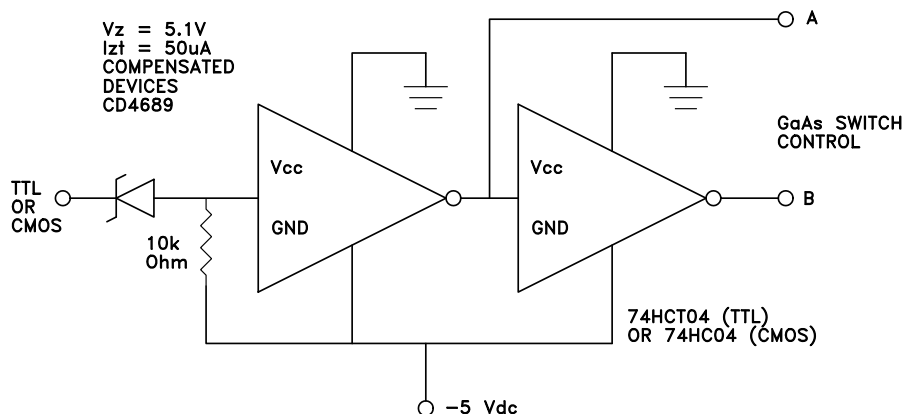 Vz = 5.1V
Izt = 50uA
COMPENSATED
DEVICES
CD4689
A
GaAs SWITCH
CONTROL
Vcc
Vcc
TTL
OR
CMOS
B
GND
GND
10k
Ohm
74HCT04 (TTL)
OR 74HC04 (CMOS)
-5 Vdc